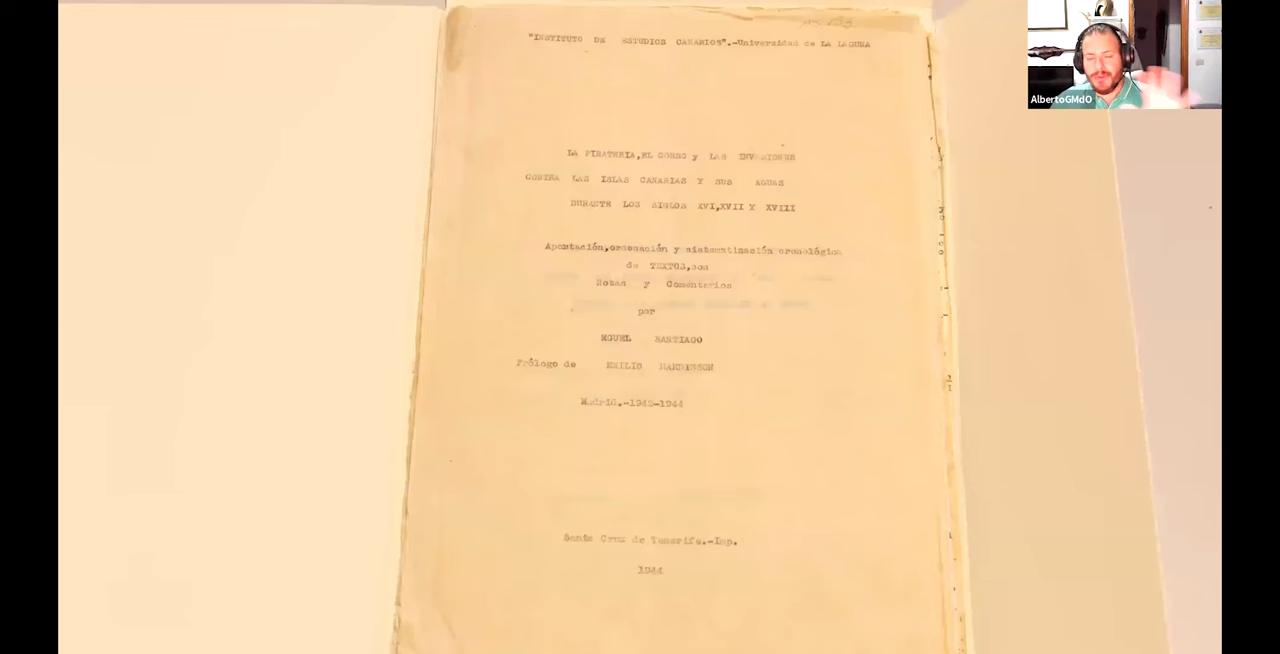 "INSTITUTO DE ESTUDIOS CANARIOS".-Universidad de LA LAGUNA
LA PIRATERIA,EL CORSO y LAS INVASIONES
CONTRA LAS ISLAS CANARIAS Y SUS AGUAS
DURANTE LOS SIGLOS XVI,XVII Y XVIII
Aportación,ordenación y sistematización cronológica
de TEXTOS,con
Notas y Comentarios
por
MGUEL SANTIAGO
Prólogo de EMILIO HARDISSON
Madrid.-1942-1944
Santa Cruz de Tenerife.-Imp.
1944
AlbertoGMdO